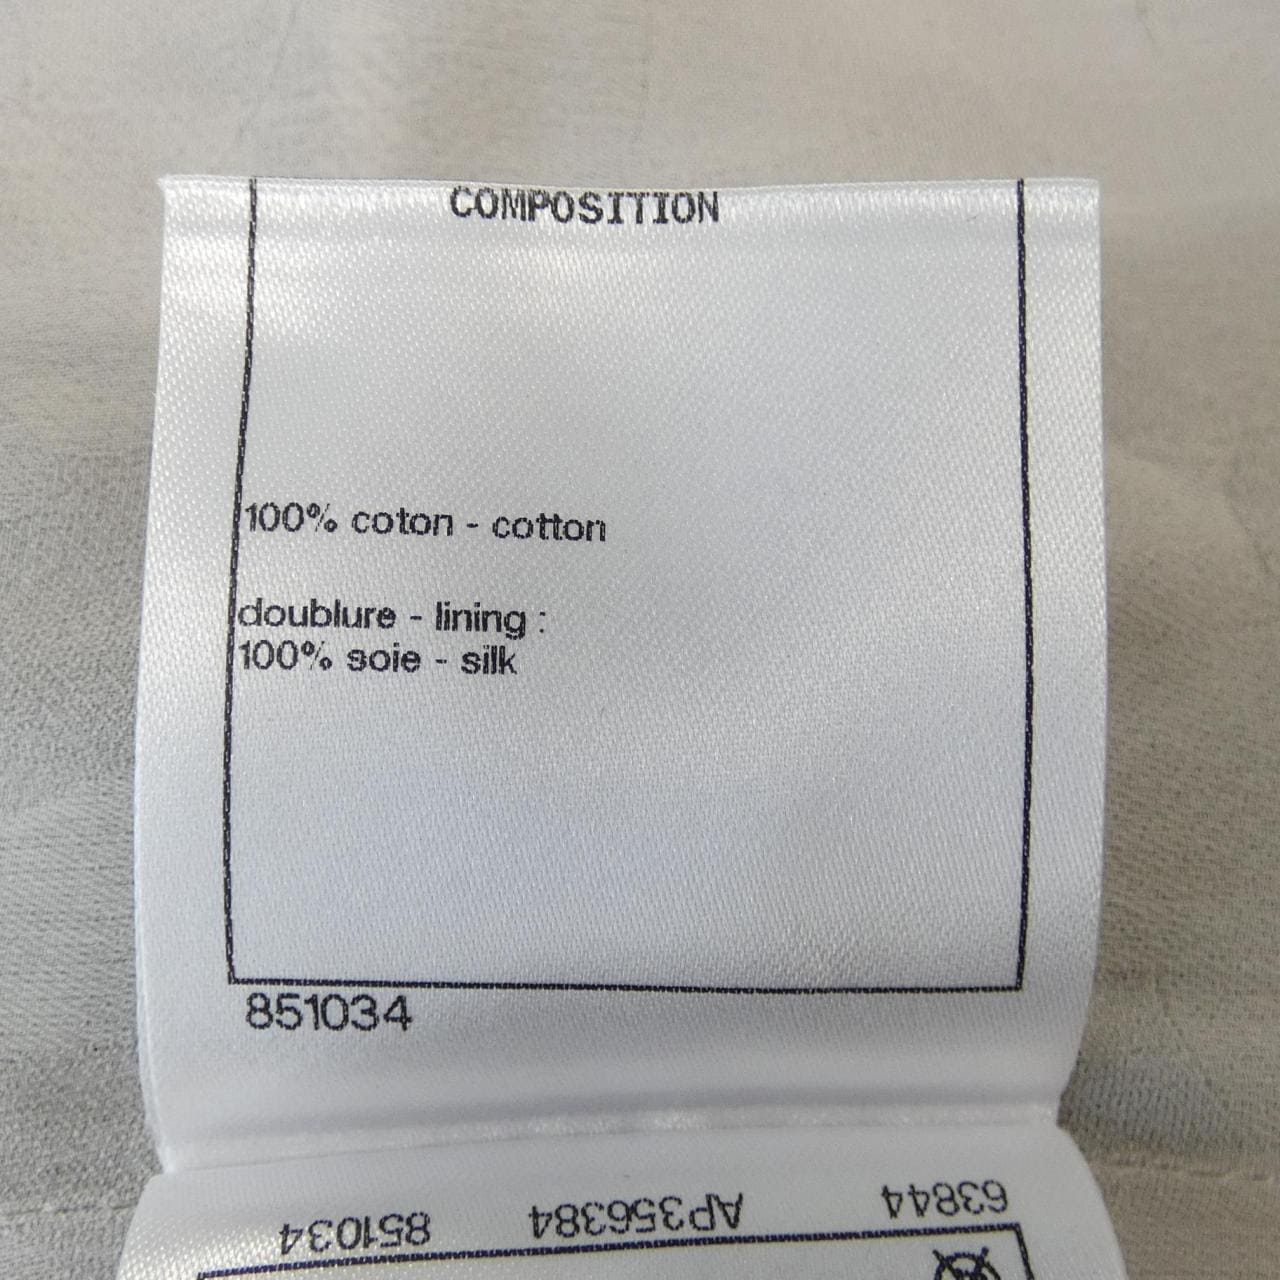 COMPOSITION
100% coton - cotton
doublure - lining :
100% soie - silk
851034
63844 AP356384 851034